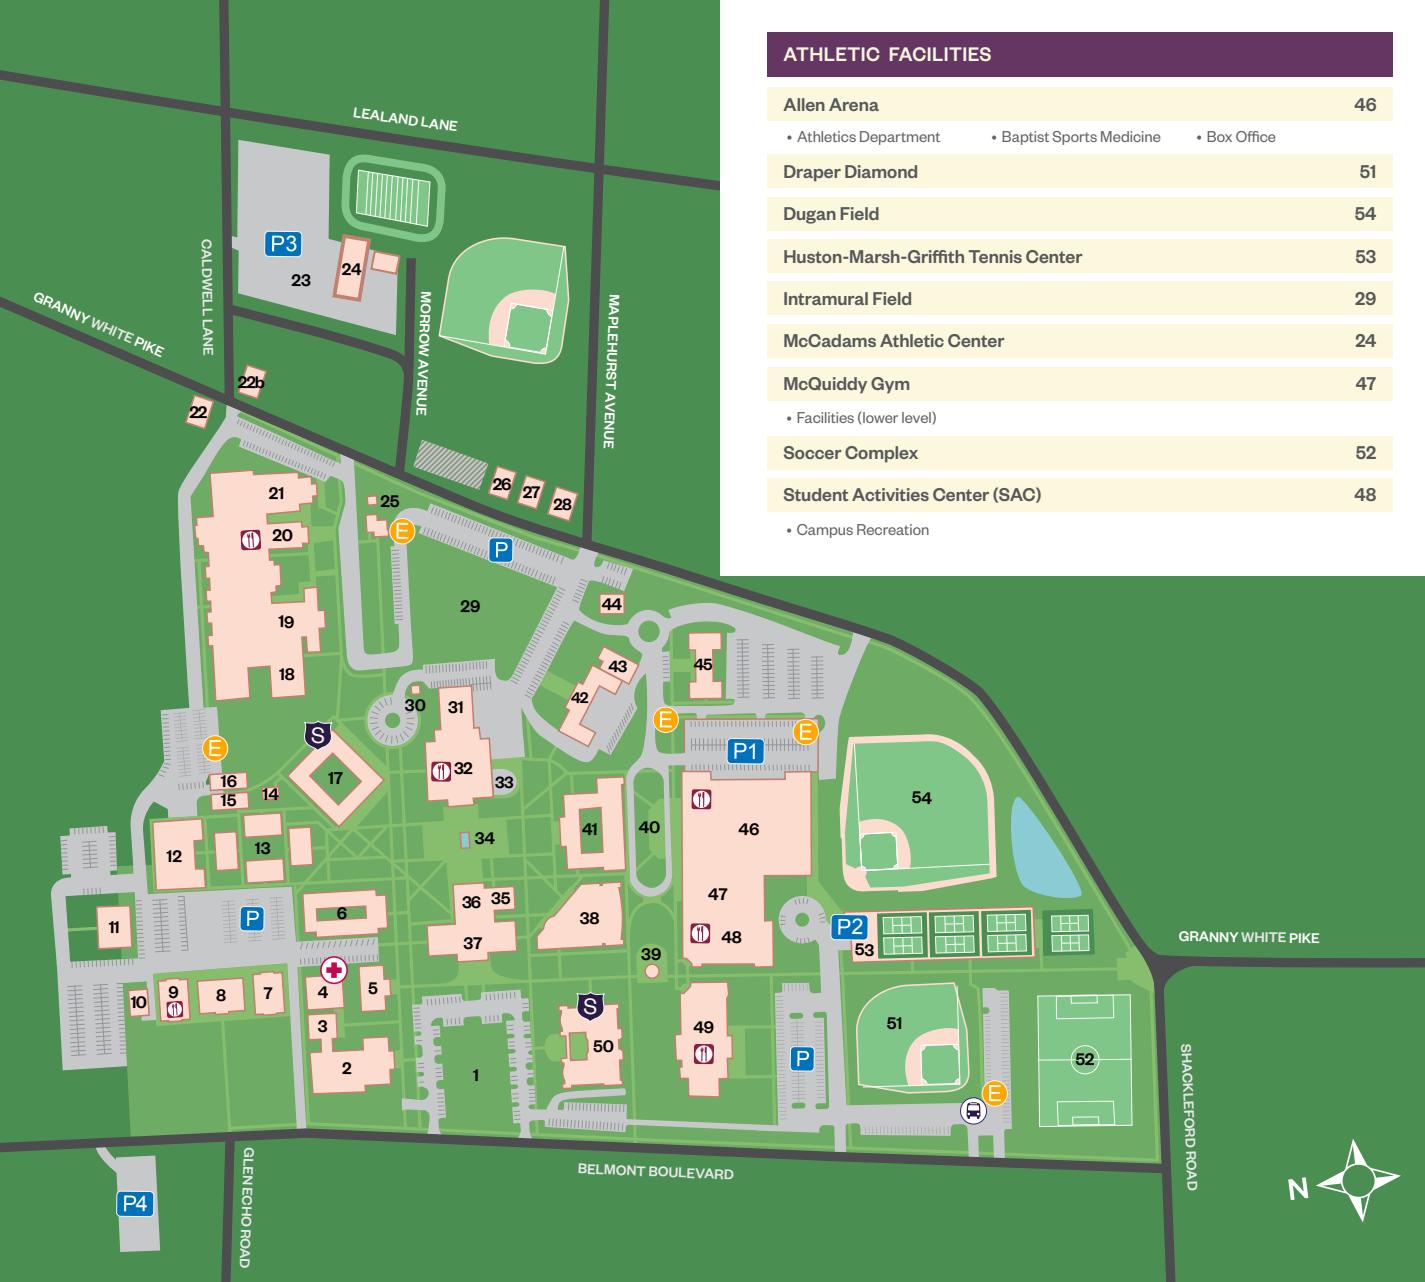 ATHLETIC FACILITIES
Allen Arena 46
• Athletics Department • Baptist Sports Medicine • Box Office
Draper Diamond 51
Dugan Field 54
Huston-Marsh-Griffith Tennis Center 53
Intramural Field 29
McCadams Athletic Center 24
McQuiddy Gym 47
• Facilities (lower level)
Soccer Complex 52
Student Activities Center (SAC) 48
• Campus Recreation
LEALAND LANE
CALDWELL LANE
P3
23
24
GRANNY WHITE PIKE
MORROW AVENUE
MAPLEHURST AVENUE
22b
22
26
27
28
21
25
20
E
P
29
44
19
18
43
45
42
30
31
E
E
E
S
P1
17
32
33
16
15
14
54
34
41
40
46
12
13
36
35
47
6
38
P
11
P2
37
48
53
39
GRANNY WHITE PIKE
10
9
8
7
4
5
S
3
49
51
50
2
1
P
52
E
SHACKLEFORD ROAD
BELMONT BOULEVARD
GLEN ECHO ROAD
P4
N